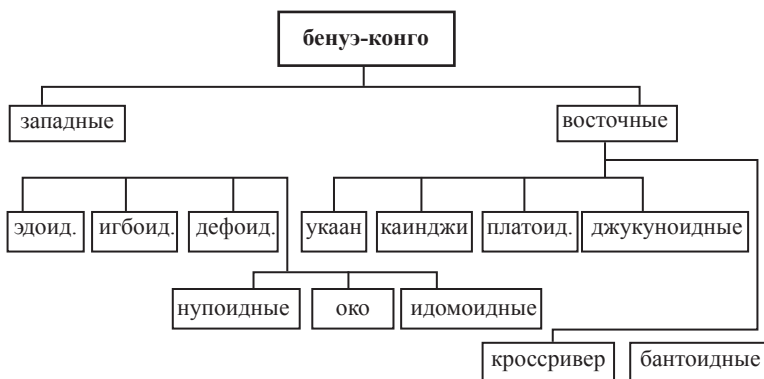 бенуэ-конго
западные восточные
эдоид. игбоид. дефоид. укаан каинджи платоид. джукуноидные
нупоидные око идомоидные
кроссривер бантоидные